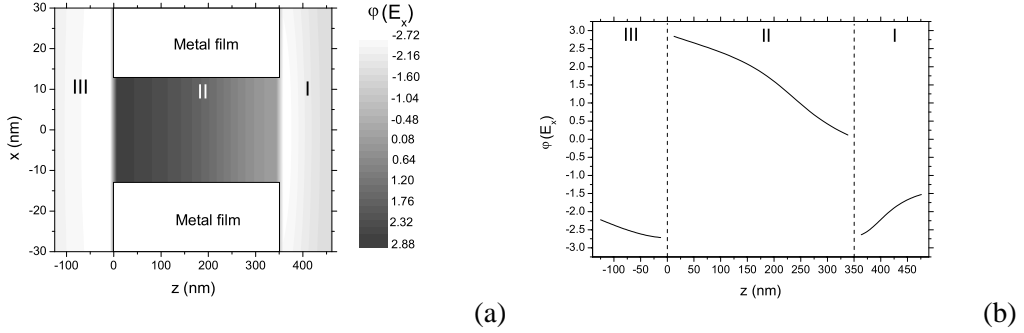 φ(E_x)
30
20
10
0
-10
-20
-30
x (nm)
Metal film
III
II
I
Metal film
-100 0 100 200 300 400
z (nm)
-2.72
-2.16
-1.60
-1.04
-0.48
0.08
0.64
1.20
1.76
2.32
2.88
(a)
3.0
2.5
2.0
1.5
1.0
0.5
0.0
-0.5
-1.0
-1.5
-2.0
-2.5
-3.0
φ(E_x)
III
II
I
-100 -50 0 50 100 150 200 250 300 350 400 450
z (nm)
(b)